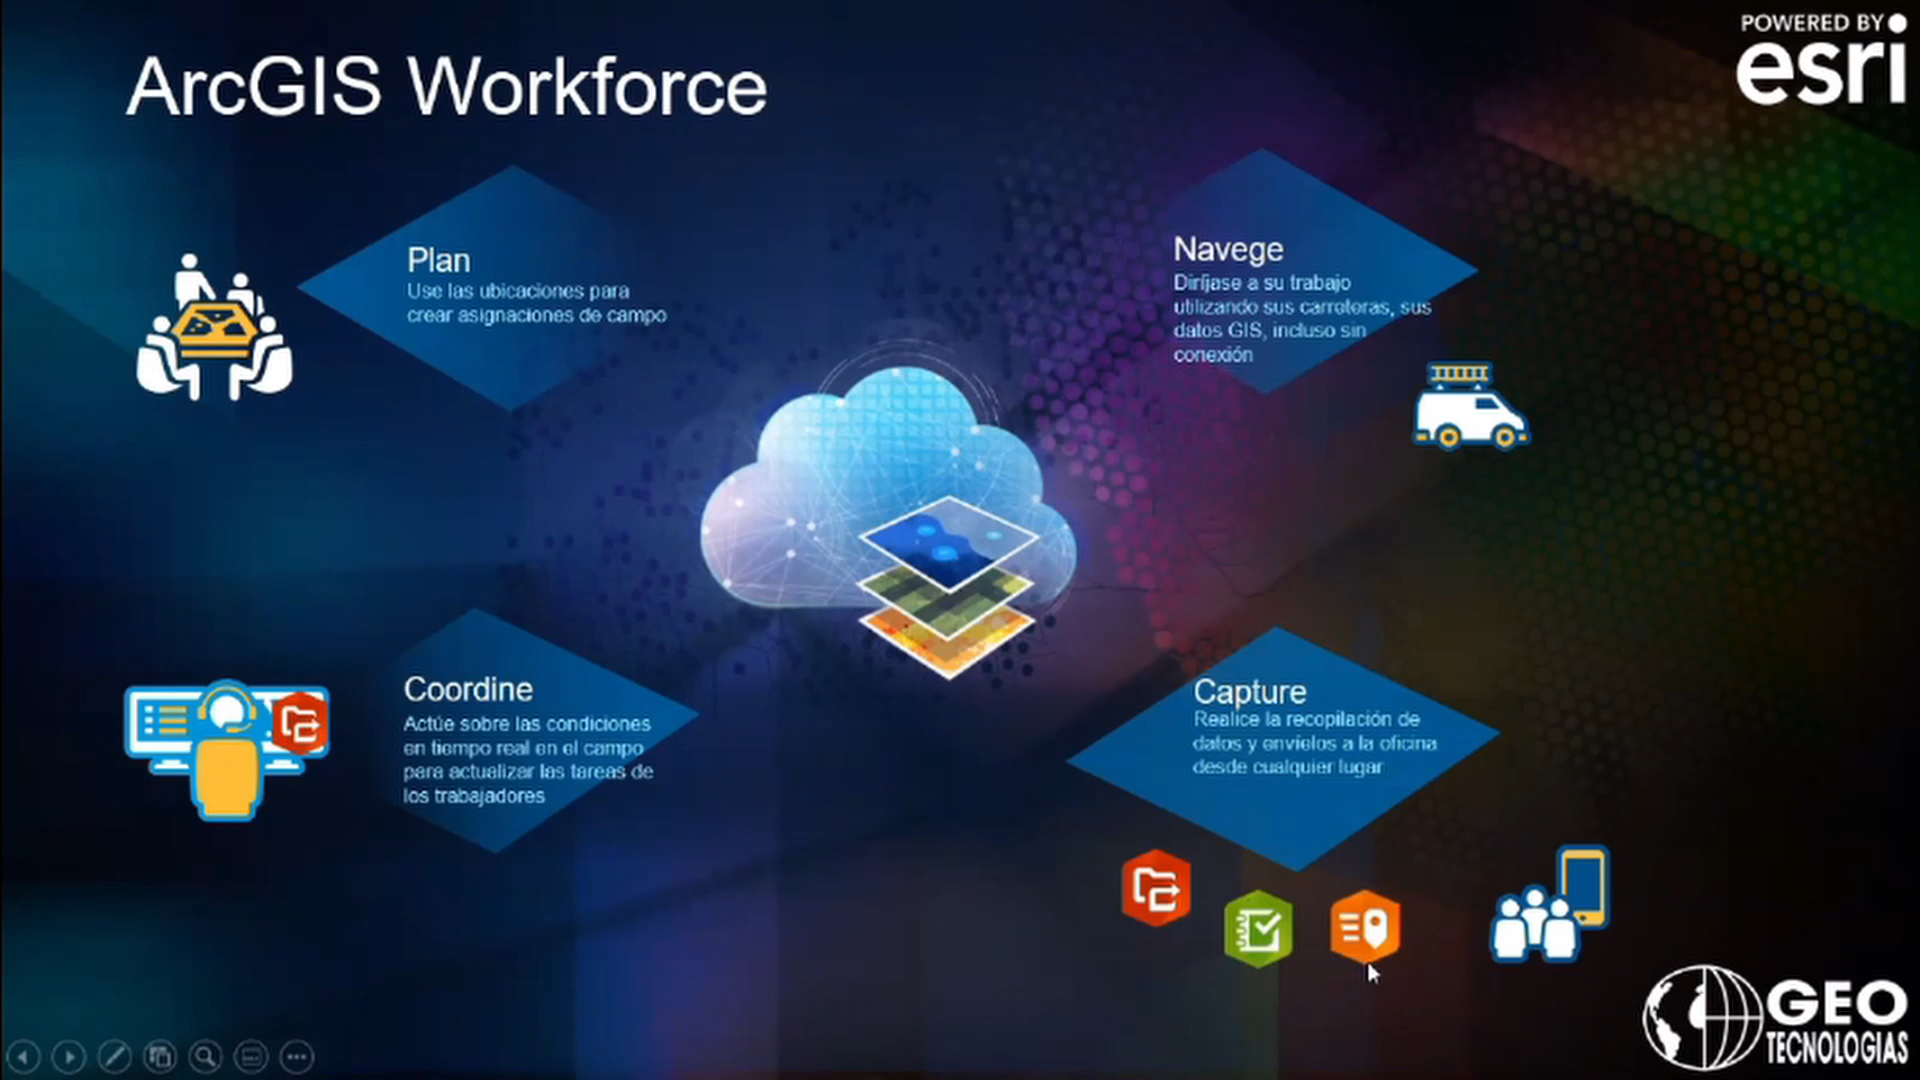 ArcGIS Workforce
POWERED BY
esri
Plan
Use las ubicaciones para
crear asignaciones de campo
Navege
Diríjase a su trabajo
utilizando sus carreteras, sus
datos GIS, incluso sin
conexión
Coordine
Actúe sobre las condiciones
en tiempo real en el campo
para actualizar las tareas de
los trabajadores
Capture
Realice la recopilación de
datos y envíelos a la oficina
desde cualquier lugar
GEO
TECNOLOGIAS